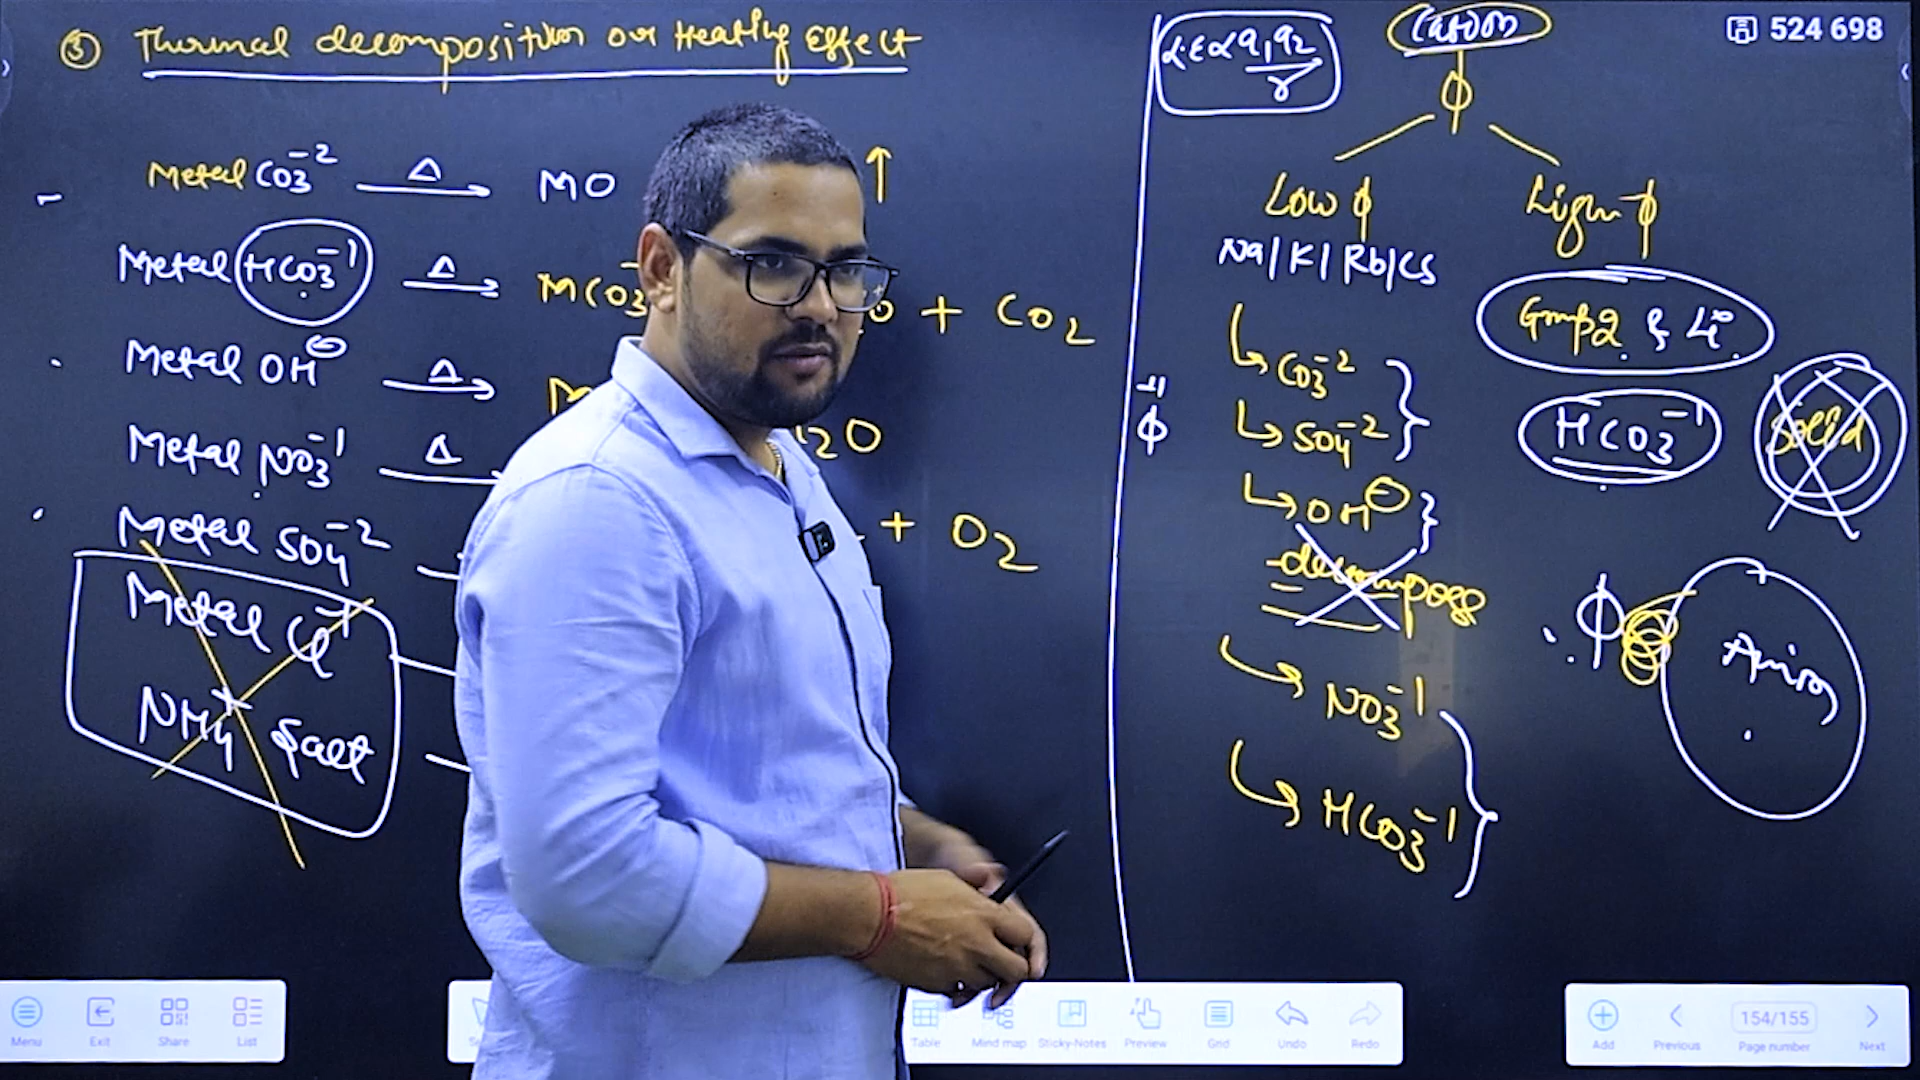 ③ Thermal decomposition or Heating Effect
Metal CO₃⁻² —Δ→ MO ↑
Metal HCO₃⁻¹ —Δ→ MCO₃ + CO₂
Metal OH⊖ —Δ→
Metal NO₃⁻¹ —Δ→ 2O
Metal SO₄⁻² + O₂
Metal Cl⁻¹
NH₄ Salt
L.E ∝ q₁q₂/r
Cation
524 698
ϕ
Low ϕ
High ϕ
Na/K/Rb/Cs
Group 2 & Li
CO₃⁻²
SO₄⁻²
HCO₃⁻¹
Solid
ϕ
OH⊖
decompose
NO₃⁻¹
HCO₃⁻¹
ϕ
Anion
Menu
Exit
Share
List
Table
Mind map
Sticky-Notes
Preview
Grid
Undo
Redo
Add
Previous
154/155
Page number
Next